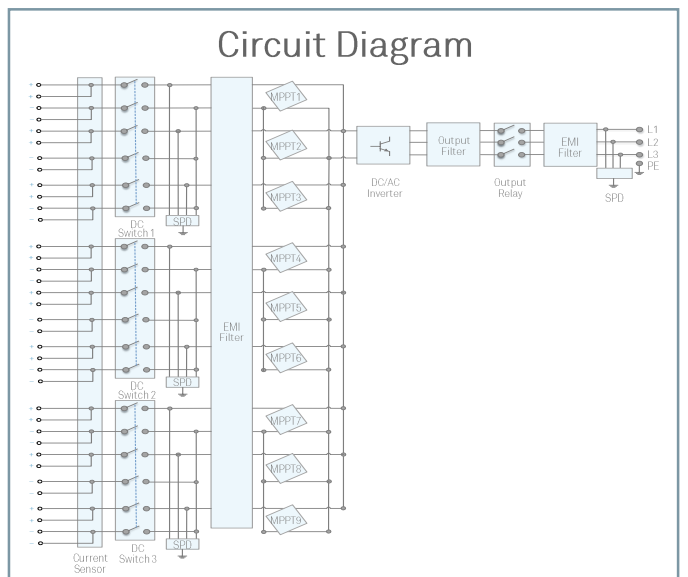 Circuit Diagram
MPPT1
MPPT2
MPPT3
MPPT4
MPPT5
MPPT6
MPPT7
MPPT8
MPPT9
DC
Switch 1
SPD
DC
Switch 2
SPD
DC
Switch 3
SPD
Current
Sensor
EMI
Filter
DC/AC
Inverter
Output
Filter
Output
Relay
EMI
Filter
L1
L2
L3
PE
SPD